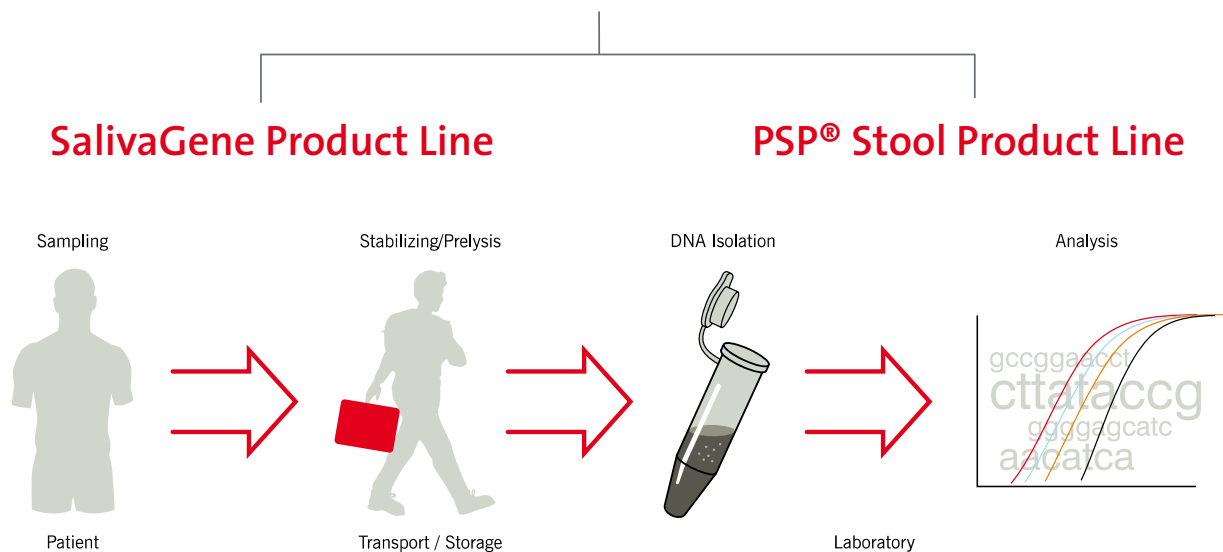 SalivaGene Product Line
PSP® Stool Product Line
Sampling
Stabilizing/Prelysis
DNA Isolation
Analysis
gccggaacct
cttataccg
ggggagcatc
aacatca
Patient
Transport / Storage
Laboratory